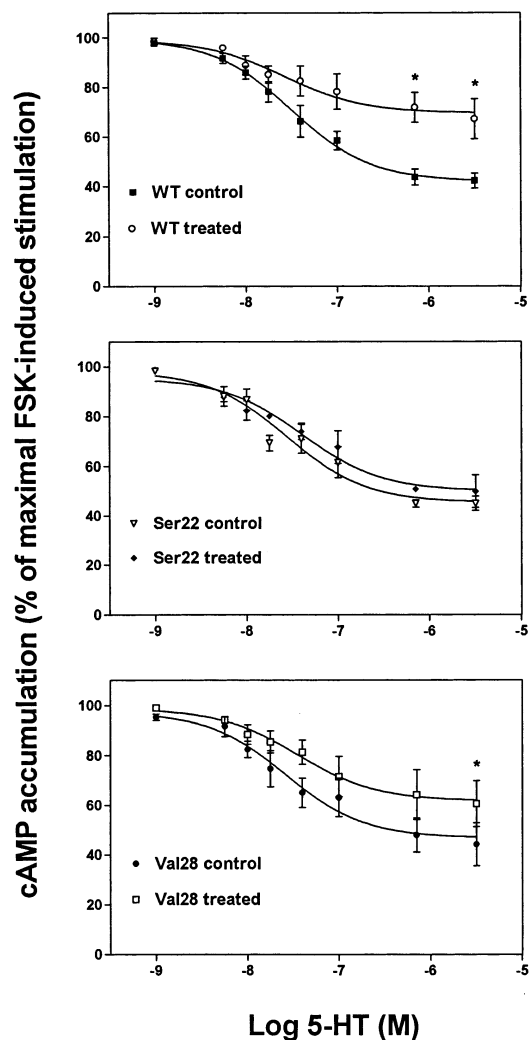 cAMP accumulation (% of maximal FSK-induced stimulation)
100
80
60
40
20
0
* *
WT control
WT treated
-9 -8 -7 -6 -5
100
80
60
40
20
0
Ser22 control
Ser22 treated
-9 -8 -7 -6 -5
100
80
60
40
20
0
*
Val28 control
Val28 treated
-9 -8 -7 -6 -5
Log 5-HT (M)